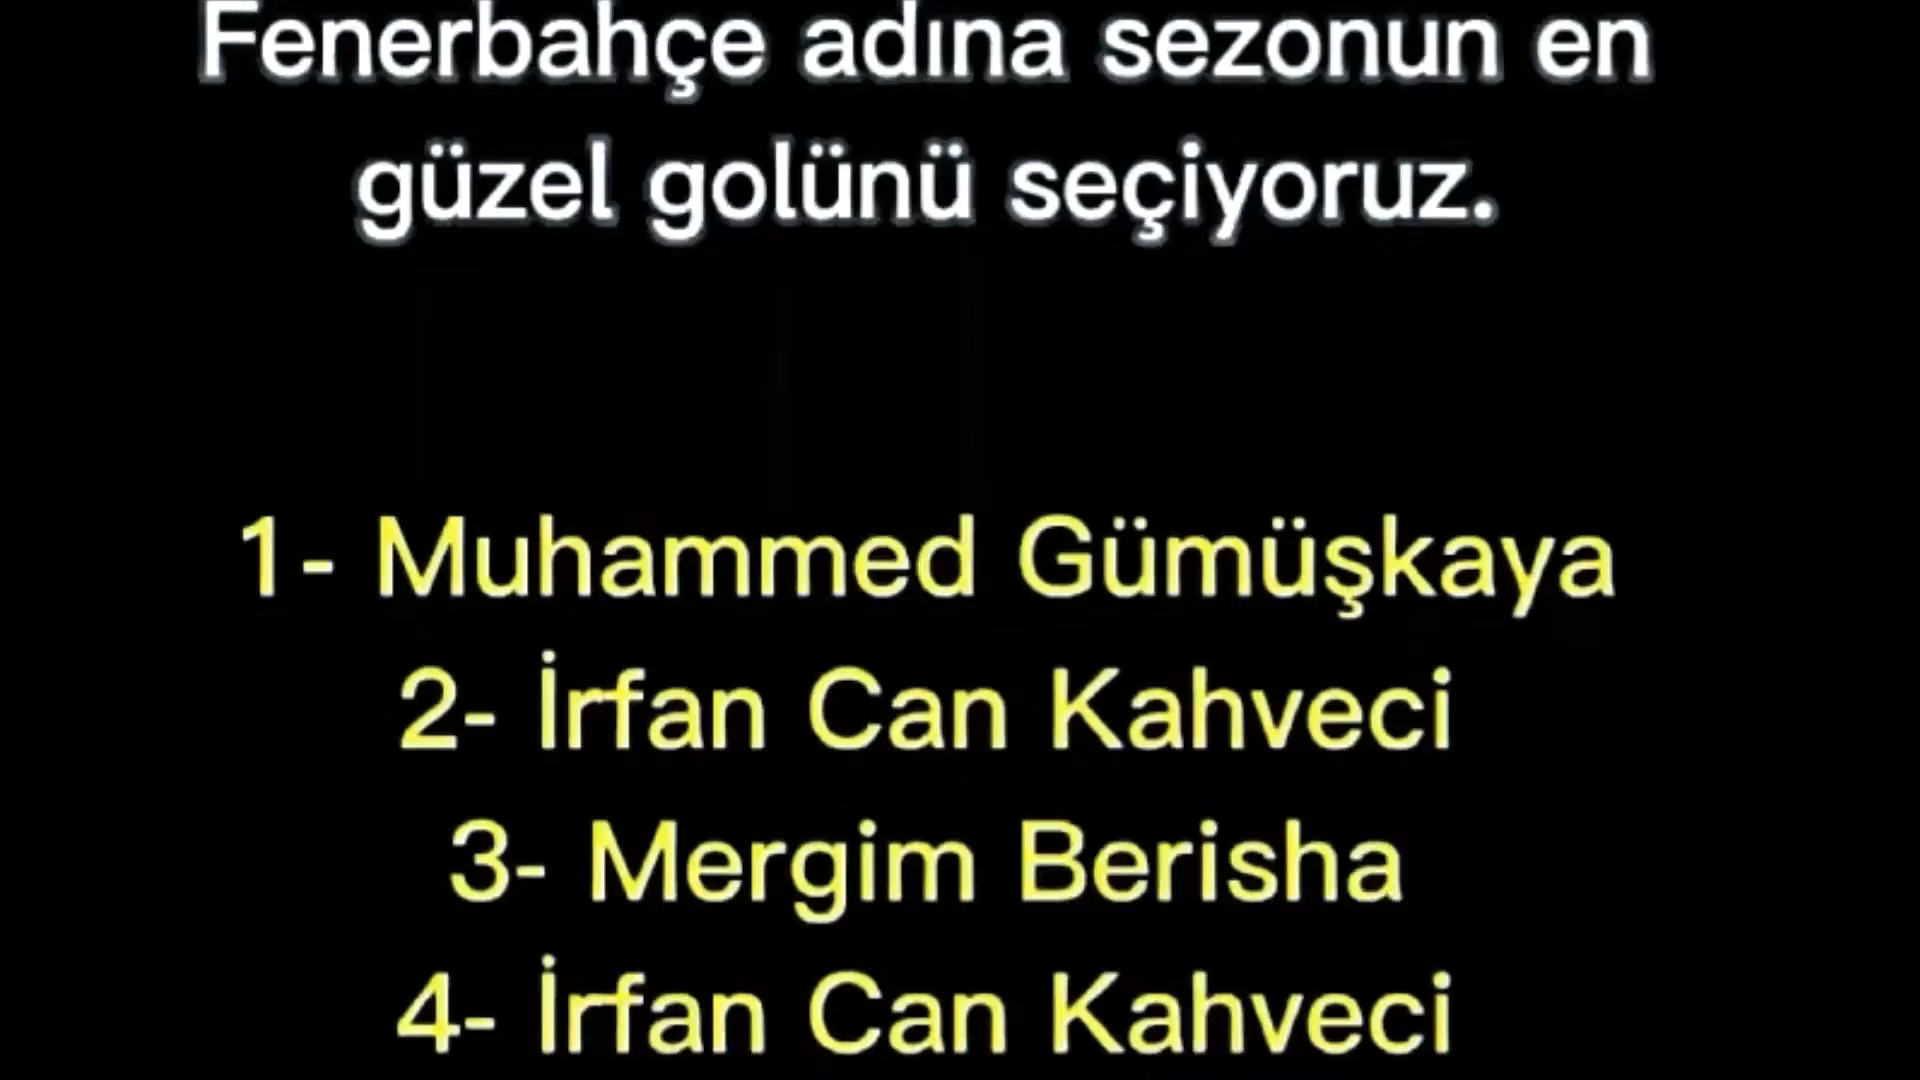 Fenerbahçe adına sezonun en
güzel golünü seçiyoruz.
1- Muhammed Gümüşkaya
2- İrfan Can Kahveci
3- Mergim Berisha
4- İrfan Can Kahveci